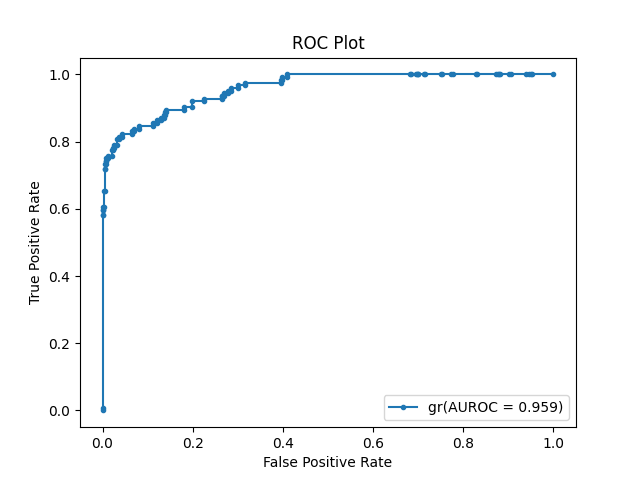 ROC Plot
True Positive Rate
1.0
0.8
0.6
0.4
0.2
0.0
gr(AUROC = 0.959)
0.0 0.2 0.4 0.6 0.8 1.0
False Positive Rate